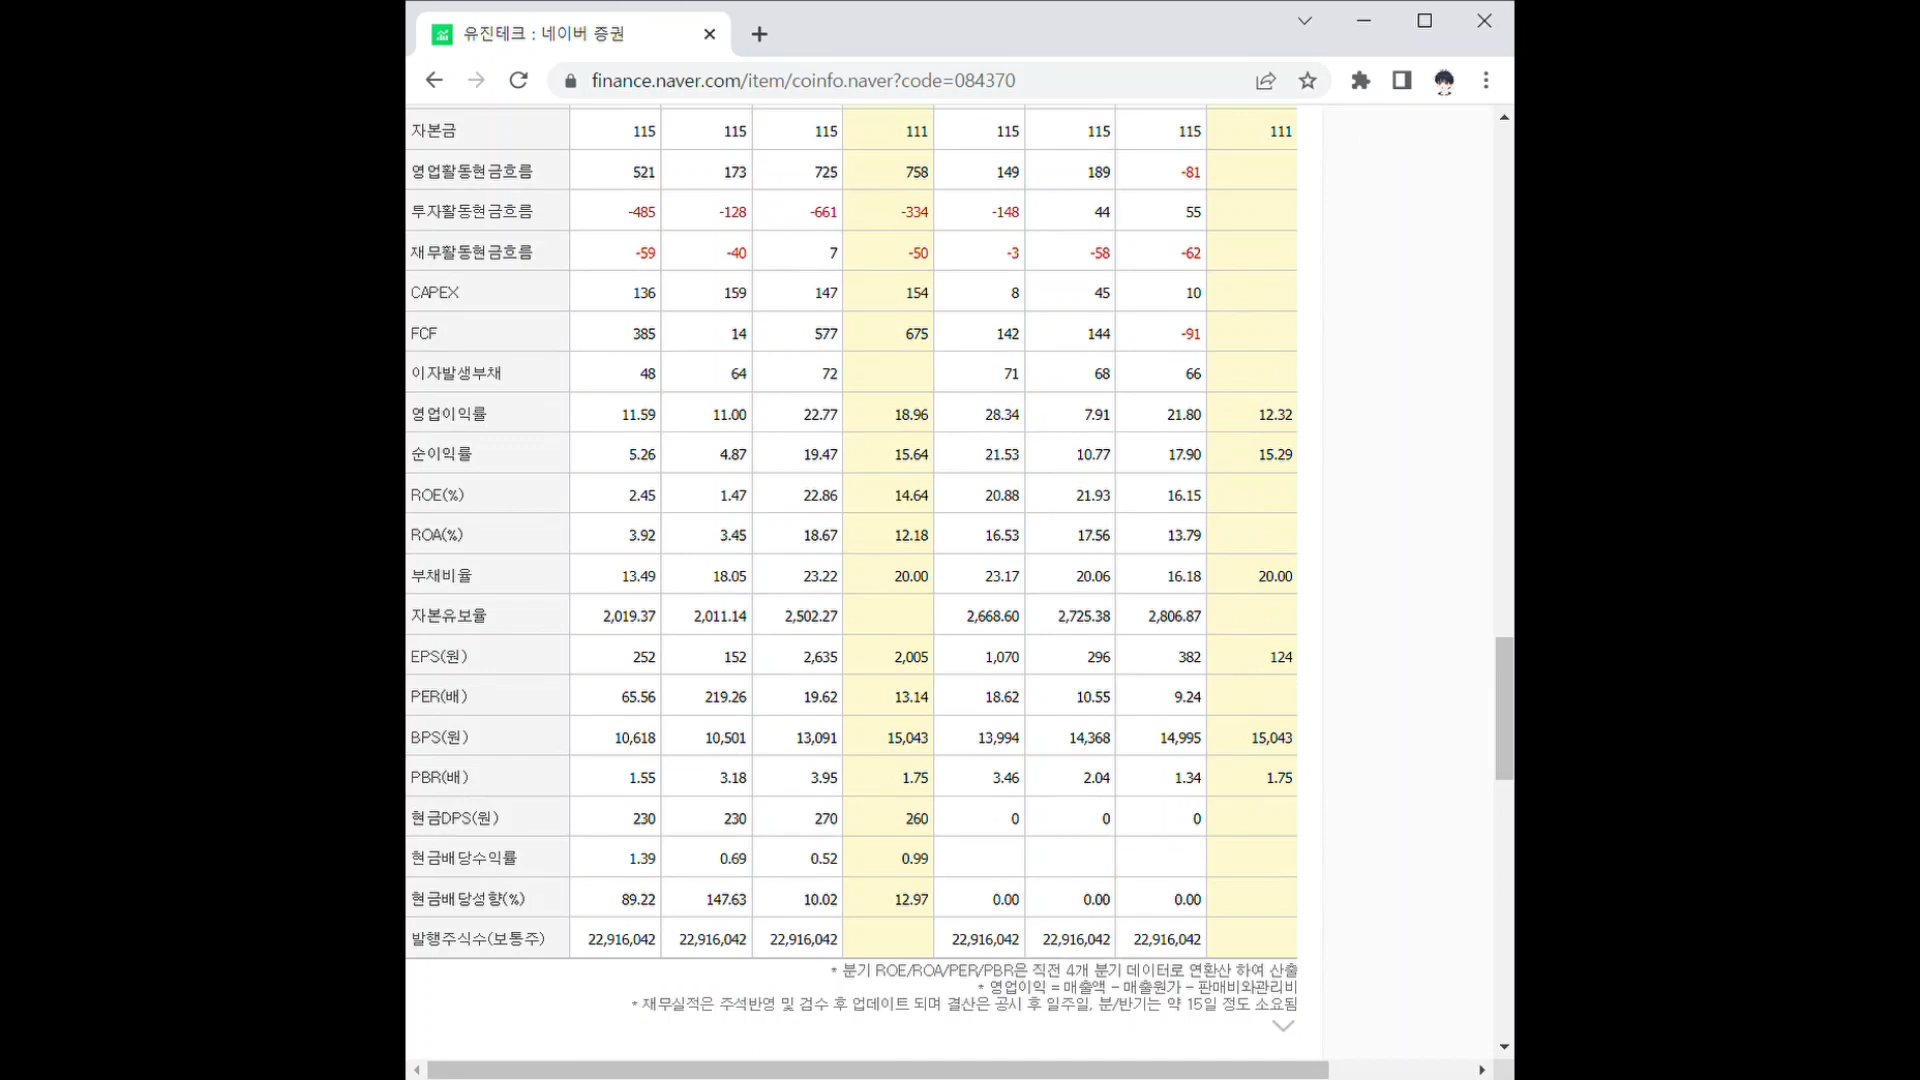 유진테크 : 네이버 증권
finance.naver.com/item/coinfo.naver?code=084370
자본금 115 115 115 111 115 115 115 111
영업활동현금흐름 521 173 725 758 149 189 -81
투자활동현금흐름 -485 -128 -661 -334 -148 44 55
재무활동현금흐름 -59 -40 7 -50 -3 -58 -62
CAPEX 136 159 147 154 8 45 10
FCF 385 14 577 675 142 144 -91
이자발생부채 48 64 72 71 68 66
영업이익률 11.59 11.00 22.77 18.96 28.34 7.91 21.80 12.32
순이익률 5.26 4.87 19.47 15.64 21.53 10.77 17.90 15.29
ROE(%) 2.45 1.47 22.86 14.64 20.88 21.93 16.15
ROA(%) 3.92 3.45 18.67 12.18 16.53 17.56 13.79
부채비율 13.49 18.05 23.22 20.00 23.17 20.06 16.18 20.00
자본유보율 2,019.37 2,011.14 2,502.27 2,668.60 2,725.38 2,806.87
EPS(원) 252 152 2,635 2,005 1,070 296 382 124
PER(배) 65.56 219.26 19.62 13.14 18.62 10.55 9.24
BPS(원) 10,618 10,501 13,091 15,043 13,994 14,368 14,995 15,043
PBR(배) 1.55 3.18 3.95 1.75 3.46 2.04 1.34 1.75
현금DPS(원) 230 230 270 260 0 0 0
현금배당수익률 1.39 0.69 0.52 0.99
현금배당성향(%) 89.22 147.63 10.02 12.97 0.00 0.00 0.00
발행주식수(보통주) 22,916,042 22,916,042 22,916,042 22,916,042 22,916,042 22,916,042
* 분기 ROE/ROA/PER/PBR은 직전 4개 분기 데이터로 연환산 하여 산출
* 영업이익 = 매출액 - 매출원가 - 판매비와관리비
* 재무실적은 주석반영 및 검수 후 업데이트 되며 결산은 공시 후 일주일, 분/반기는 약 15일 정도 소요됨